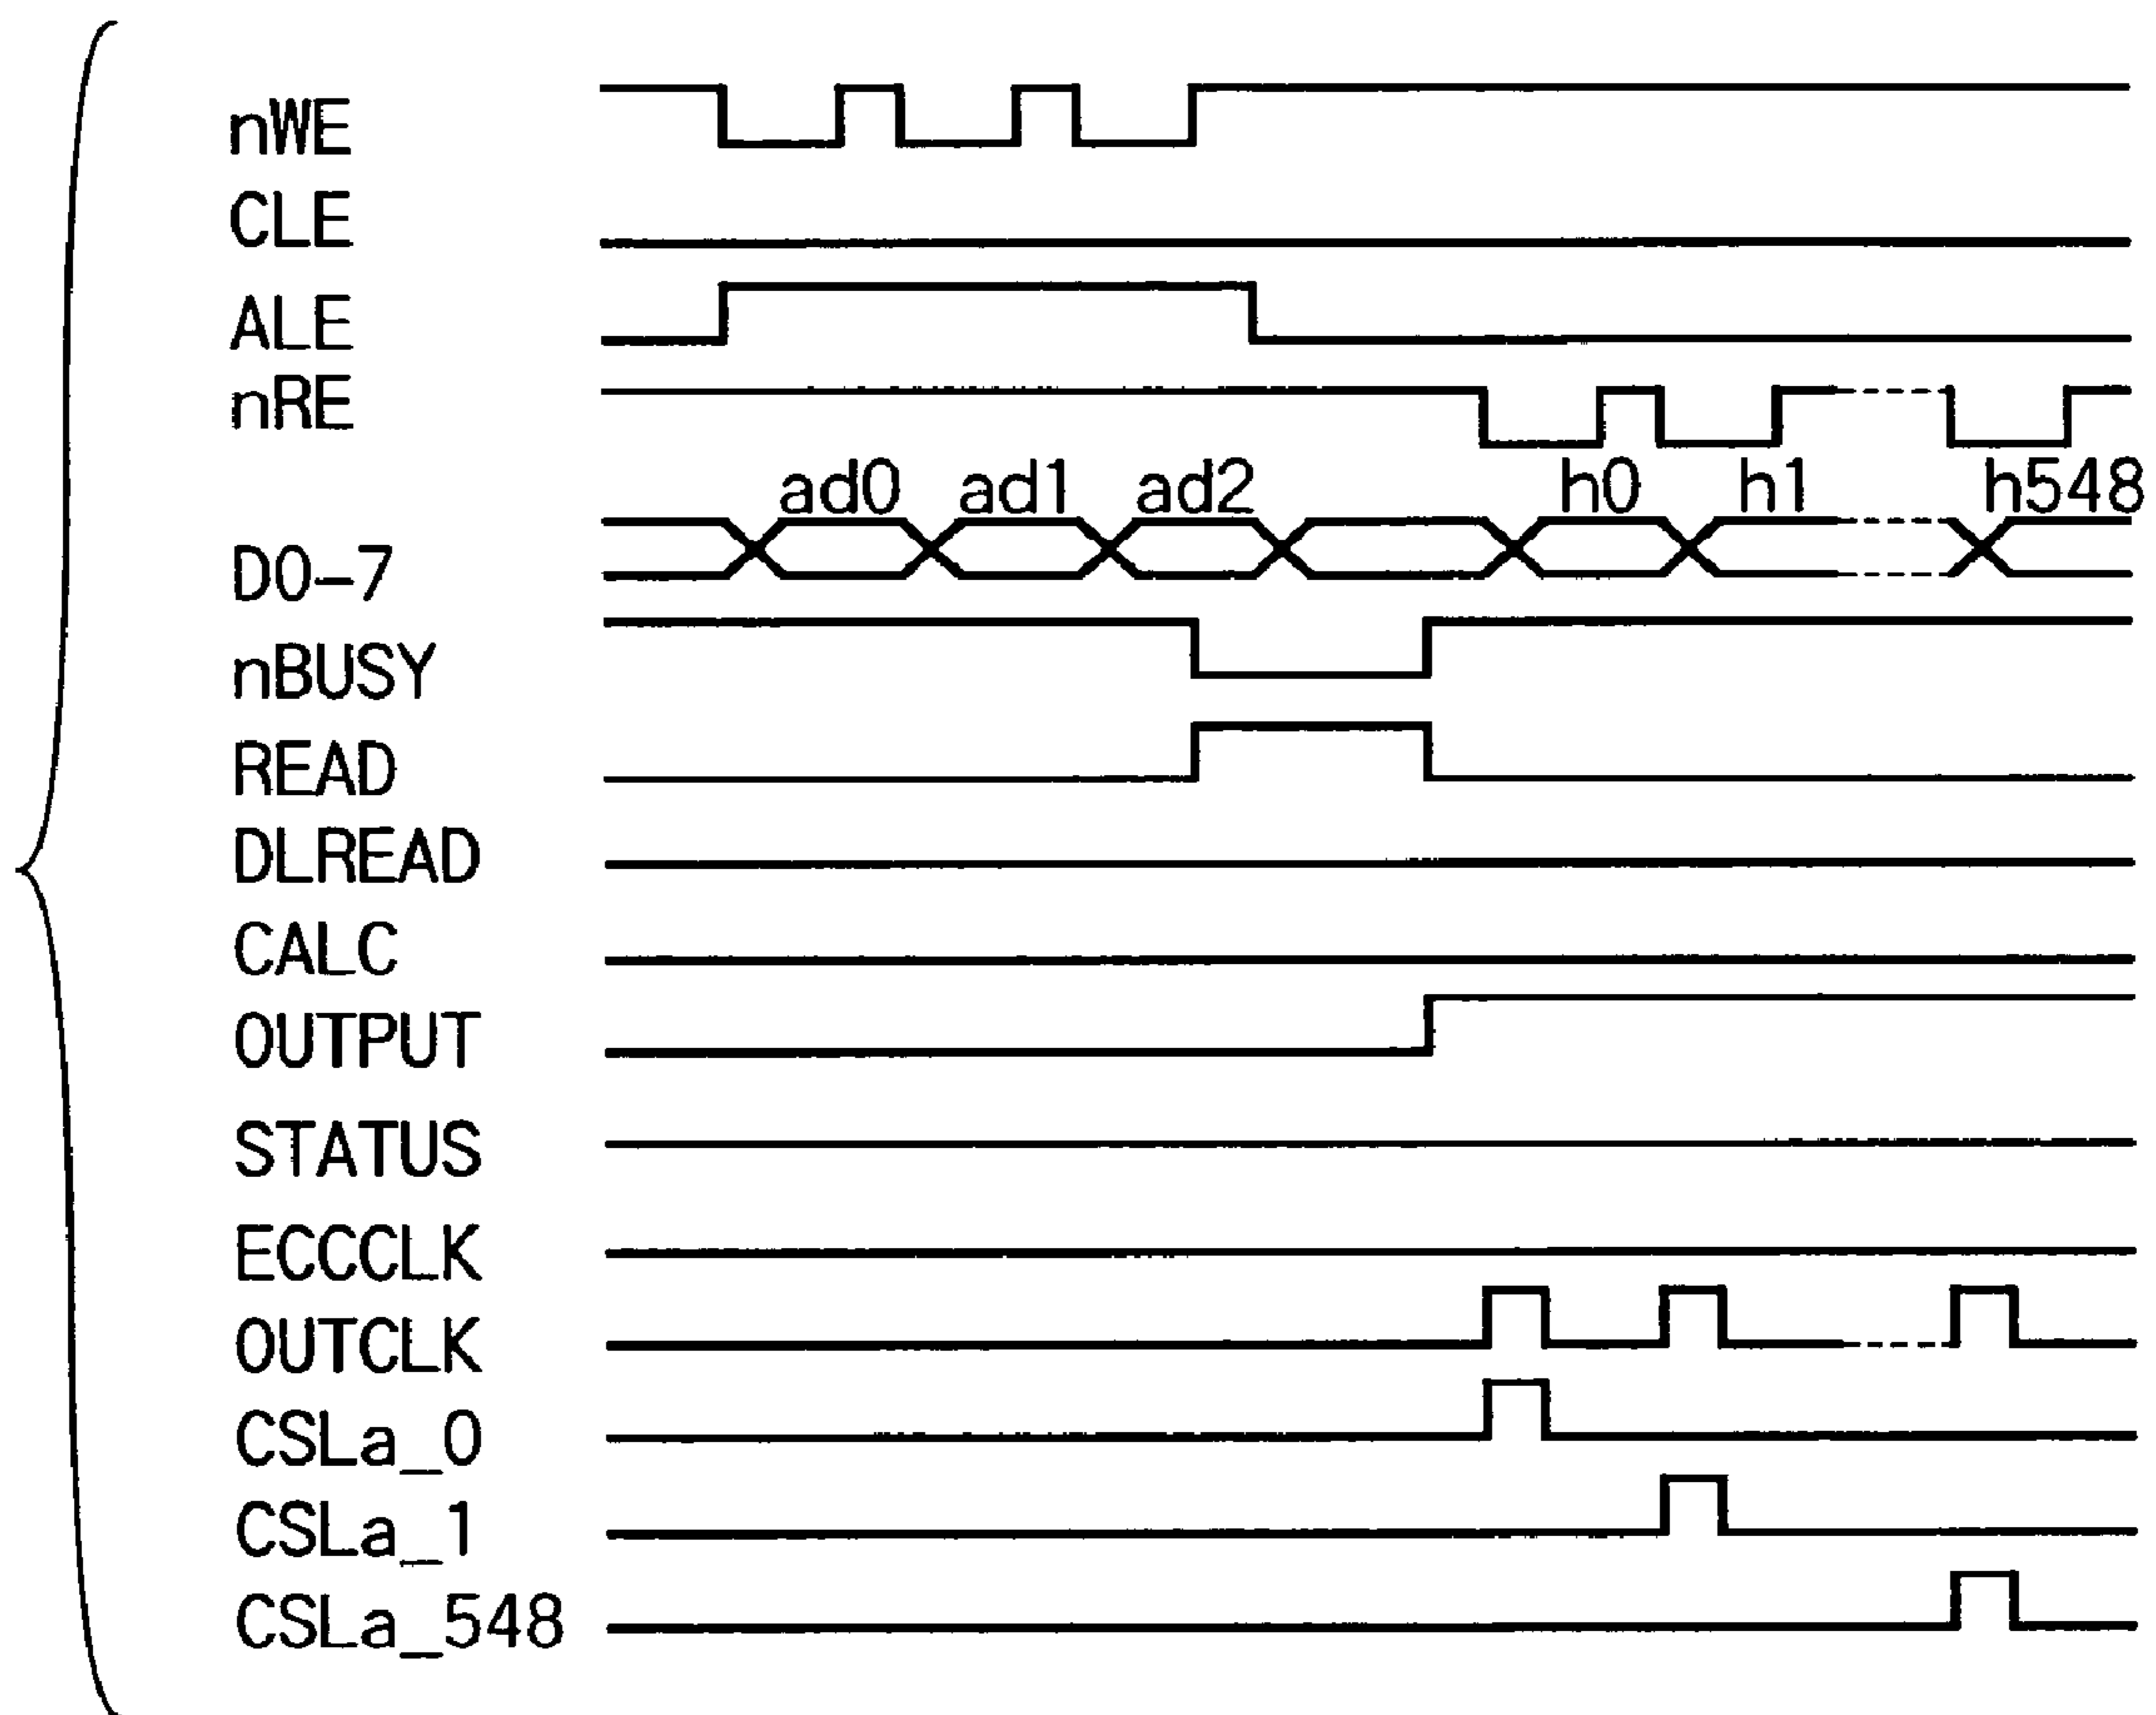 nWE
CLE
ALE
nRE
ad0 ad1 ad2 h0 h1 h548
D0-7
nBUSY
READ
DLREAD
CALC
OUTPUT
STATUS
ECCCLK
OUTCLK
CSLa_0
CSLa_1
CSLa_548